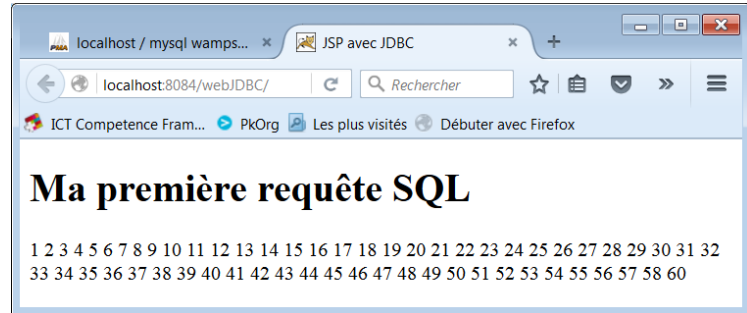 localhost / mysql wamps... × JSP avec JDBC × +
localhost:8084/webJDBC/ Rechercher
ICT Competence Fram... PkOrg Les plus visités Débuter avec Firefox
Ma première requête SQL
1 2 3 4 5 6 7 8 9 10 11 12 13 14 15 16 17 18 19 20 21 22 23 24 25 26 27 28 29 30 31 32
33 34 35 36 37 38 39 40 41 42 43 44 45 46 47 48 49 50 51 52 53 54 55 56 57 58 60